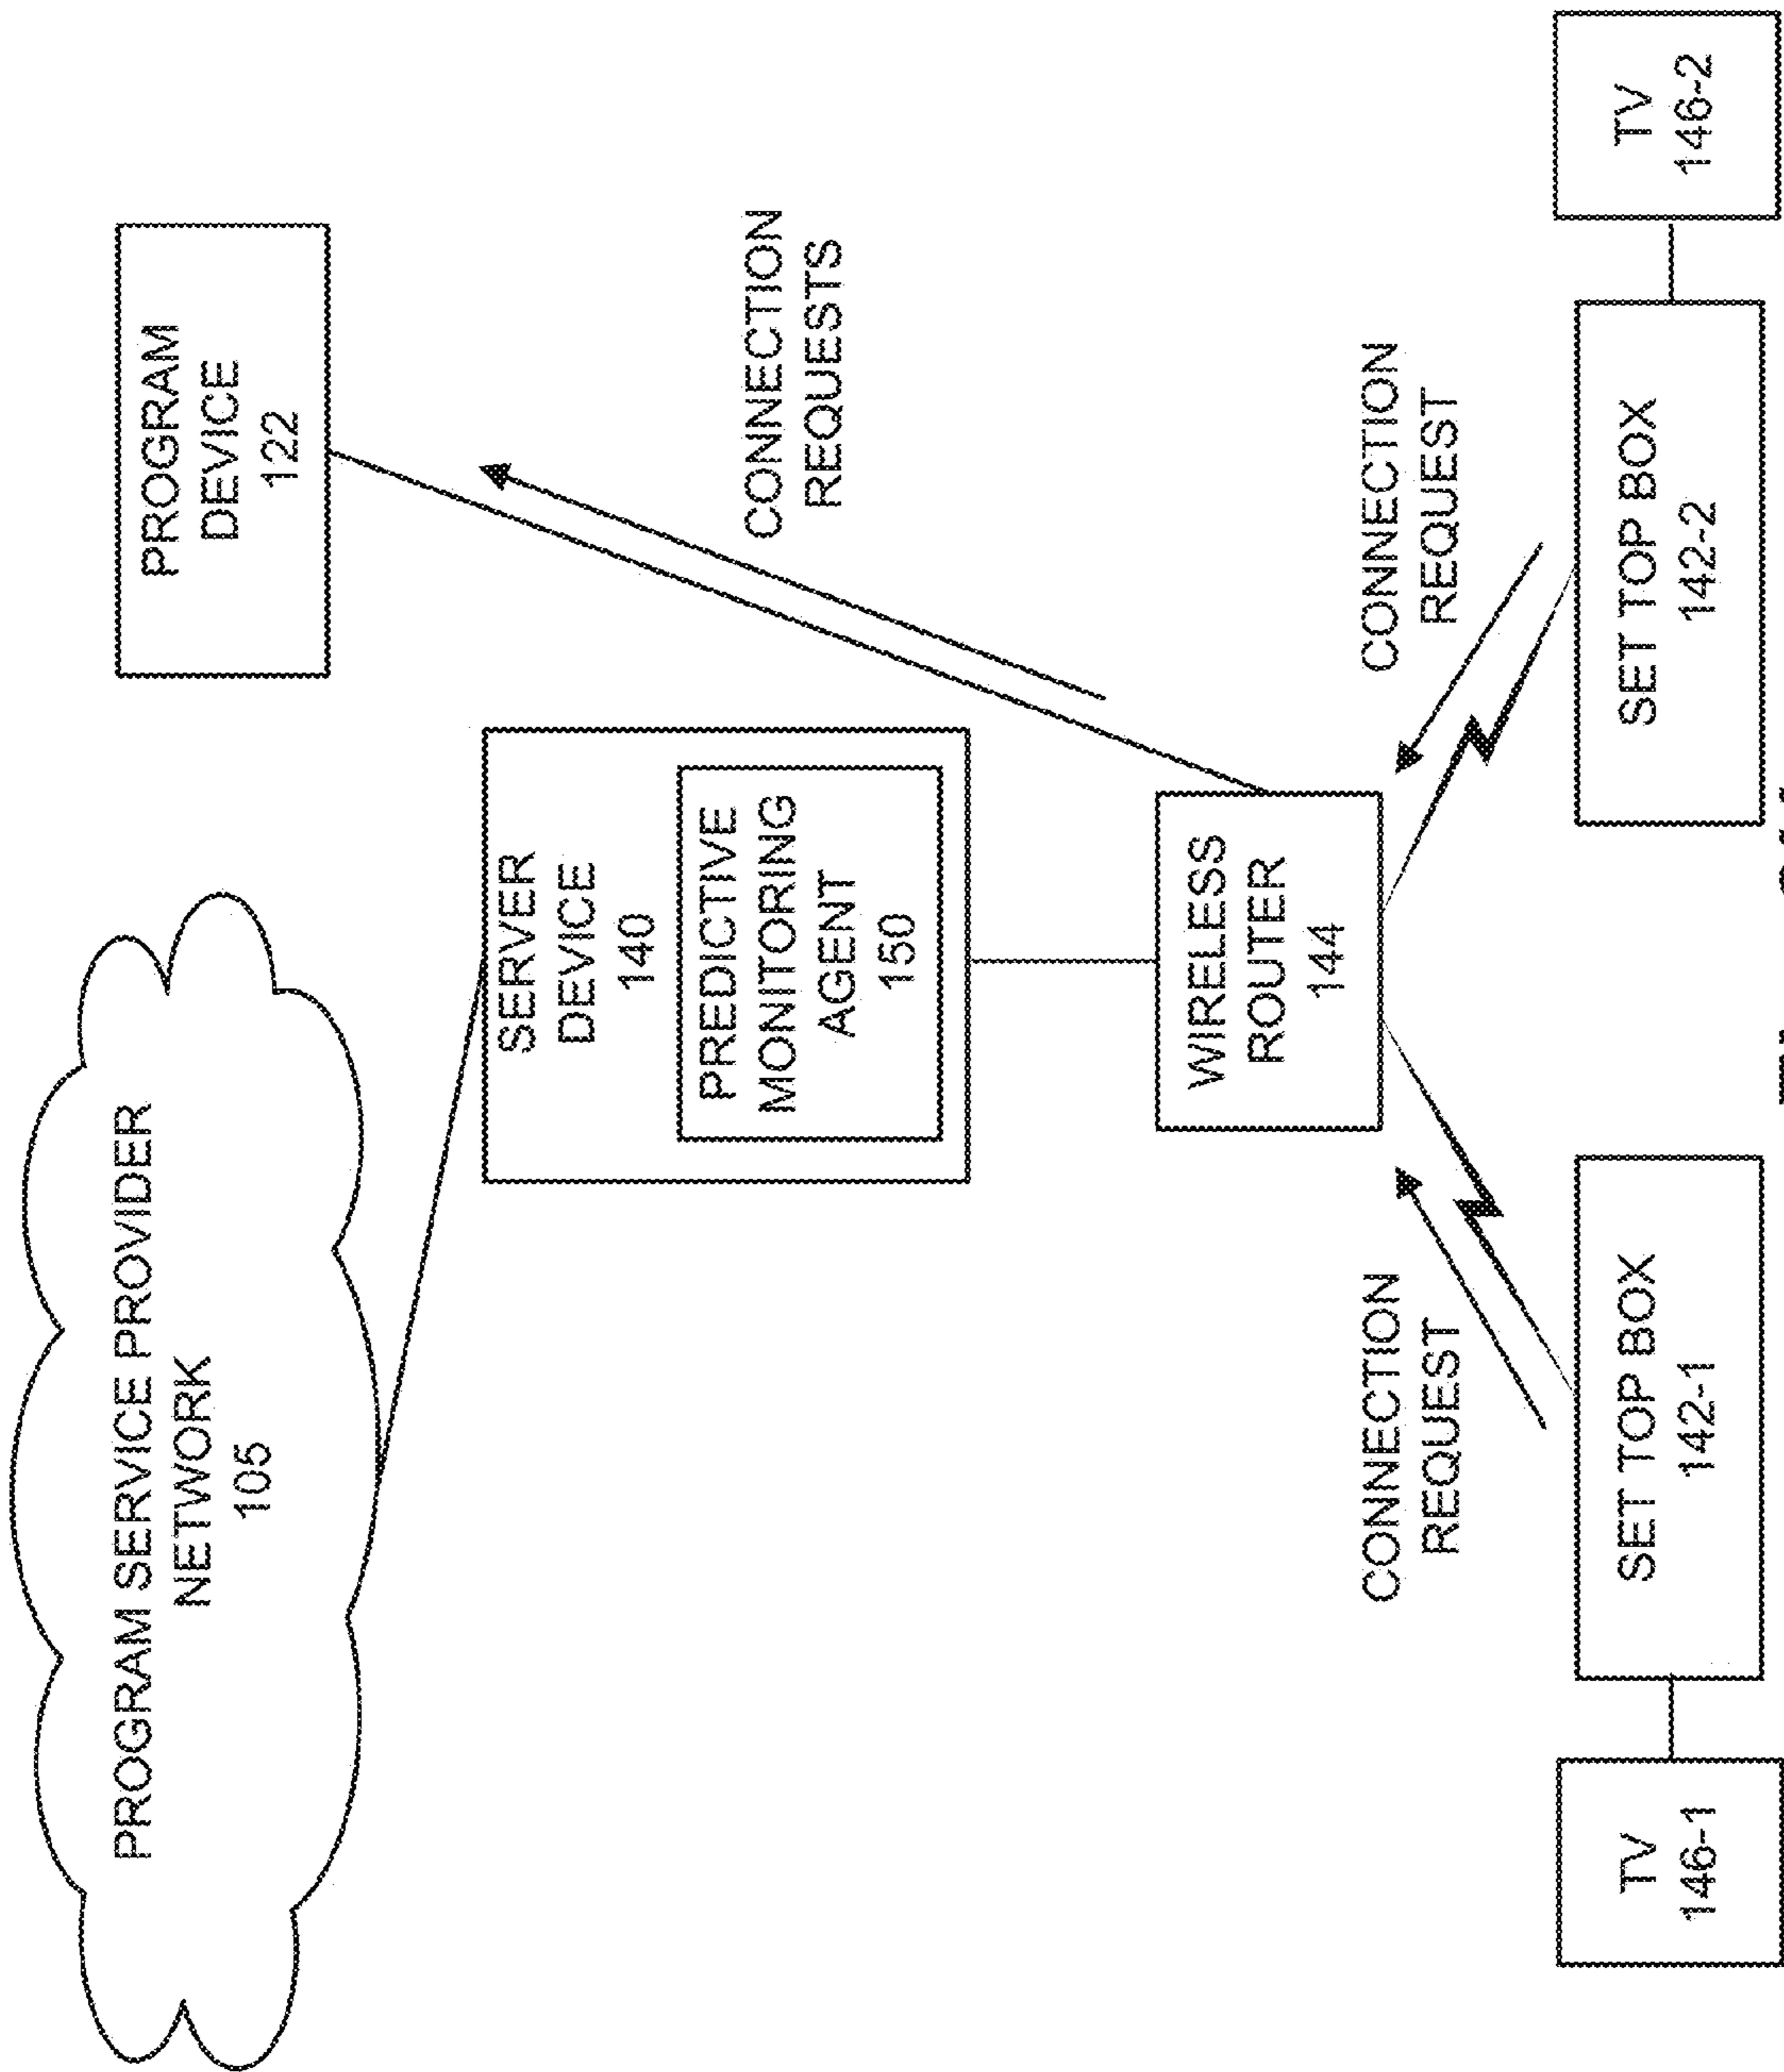 PROGRAM SERVICE PROVIDER
NETWORK
105
PROGRAM
DEVICE
122
SERVER
DEVICE
140
PREDICTIVE
MONITORING
AGENT
150
CONNECTION
REQUESTS
WIRELESS
ROUTER
144
CONNECTION
REQUEST
CONNECTION
REQUEST
TV
146-1
SET TOP BOX
142-1
SET TOP BOX
142-2
TV
146-2